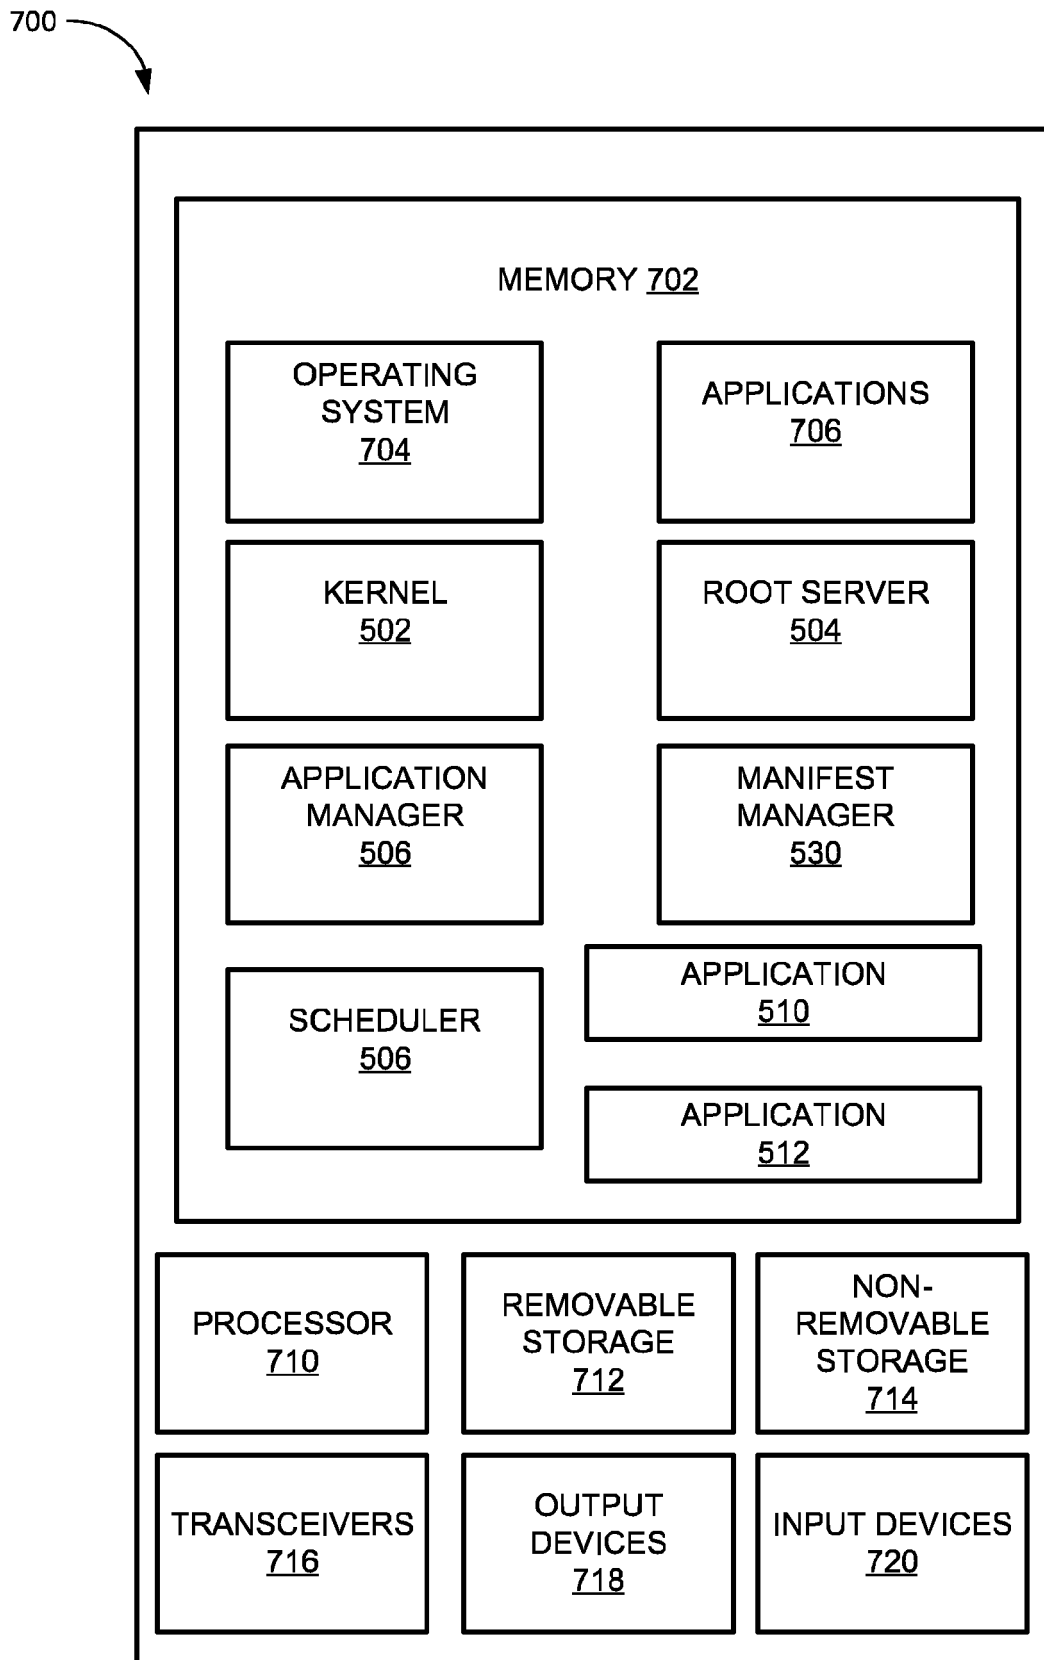 700
MEMORY 702
OPERATING
SYSTEM
704
APPLICATIONS
706
KERNEL
502
ROOT SERVER
504
APPLICATION
MANAGER
506
MANIFEST
MANAGER
530
SCHEDULER
506
APPLICATION
510
APPLICATION
512
PROCESSOR
710
REMOVABLE
STORAGE
712
NON-
REMOVABLE
STORAGE
714
TRANSCEIVERS
716
OUTPUT
DEVICES
718
INPUT DEVICES
720